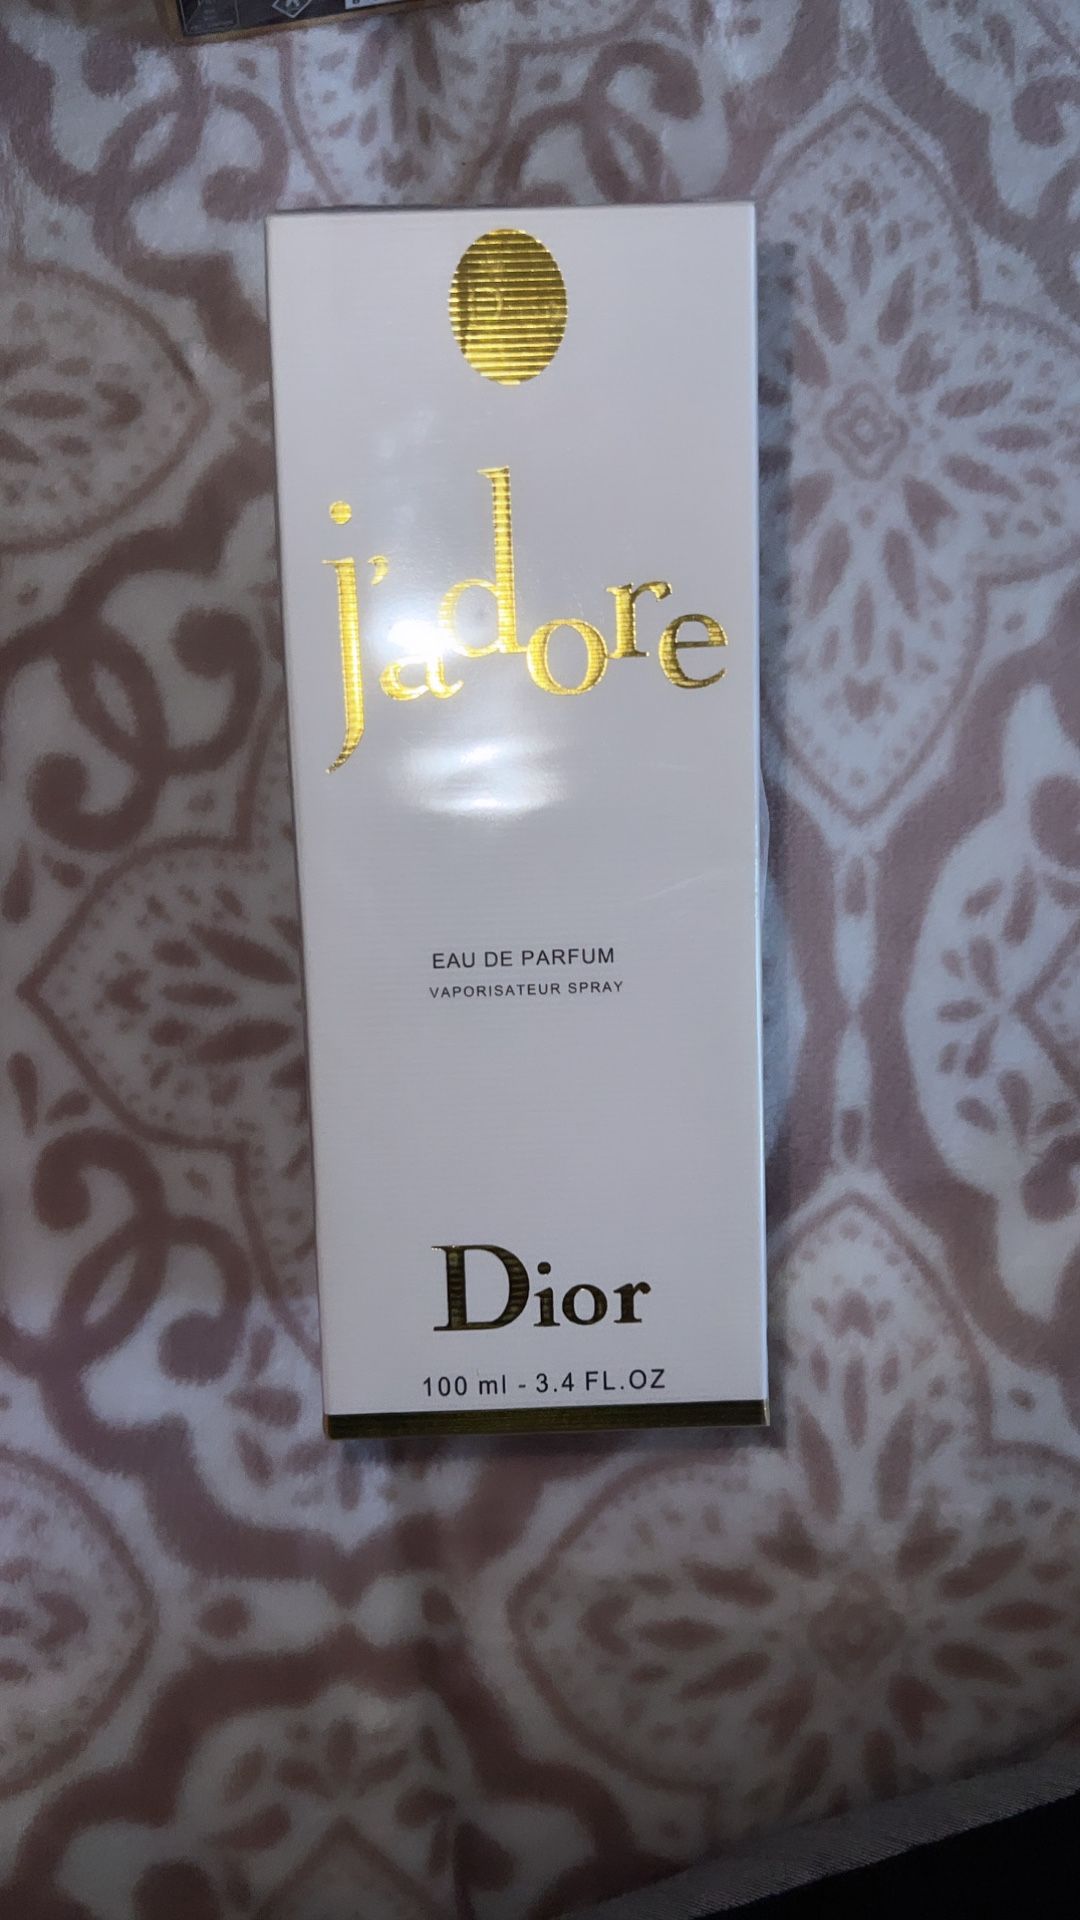 j'adore
EAU DE PARFUM
VAPORISATEUR SPRAY
Dior
100 ml - 3.4 FL.OZ